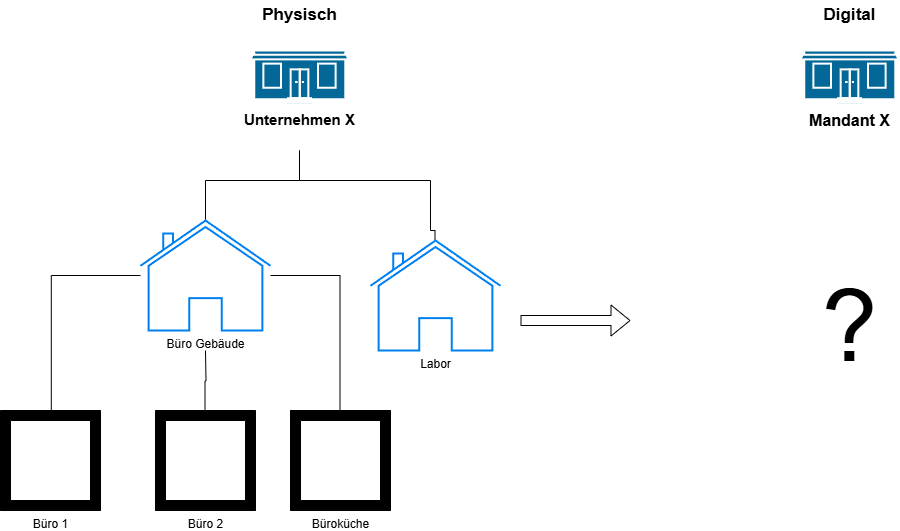 Physisch
Digital
Unternehmen X
Mandant X
Büro Gebäude
Labor
?
Büro 1
Büro 2
Büroküche